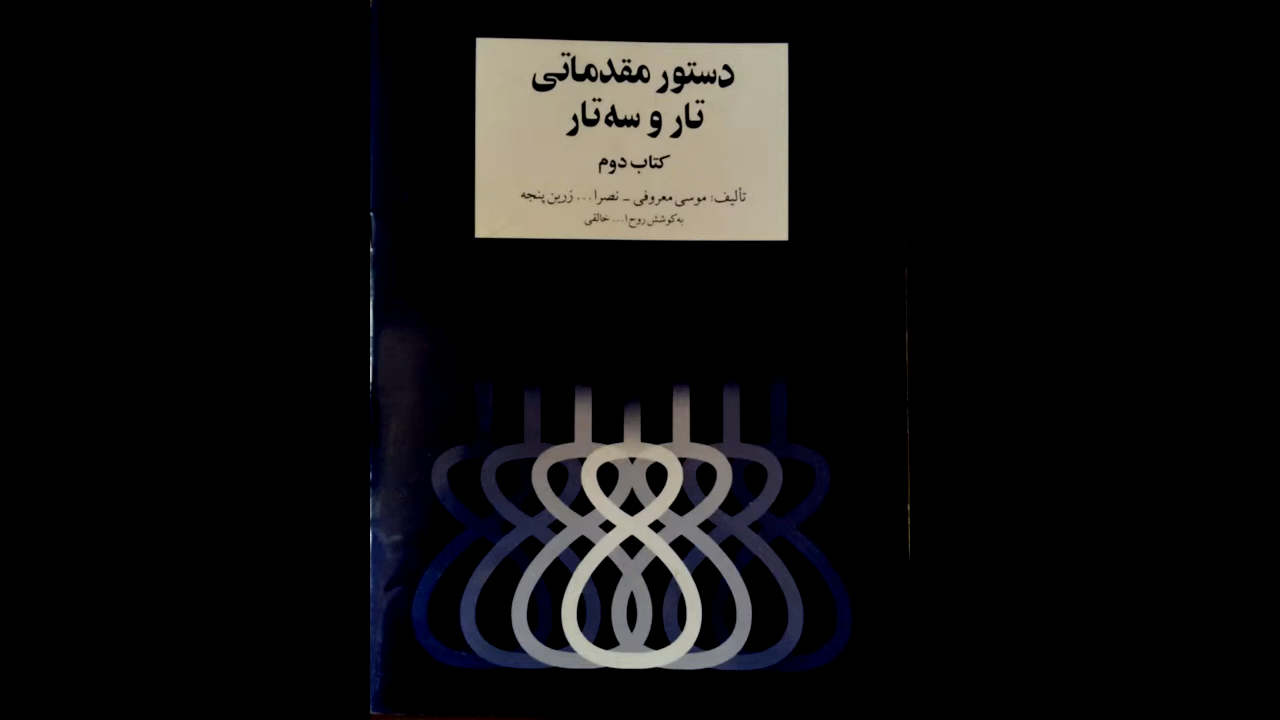 دستور مقدماتی
تار و سه‌تار
کتاب دوم
تألیف: موسی معروفی - نصرا... زرین پنجه
به‌کوشش روح ا... خالقی